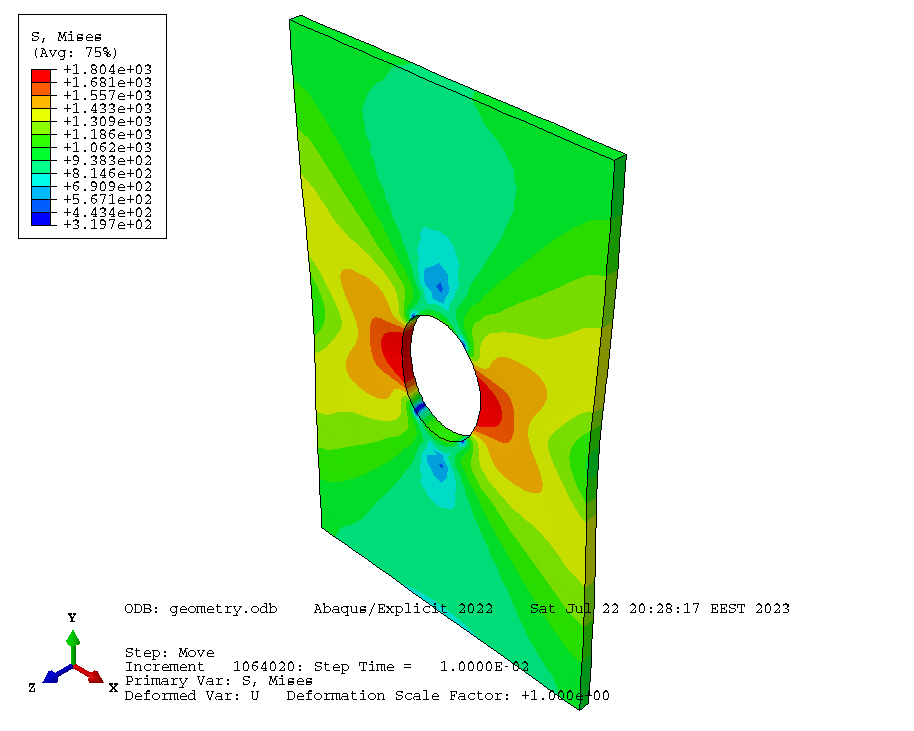 S, Mises
(Avg: 75%)
+1.804e+03
+1.681e+03
+1.557e+03
+1.433e+03
+1.309e+03
+1.186e+03
+1.062e+03
+9.383e+02
+8.146e+02
+6.909e+02
+5.671e+02
+4.434e+02
+3.197e+02
ODB: geometry.odb    Abaqus/Explicit 2022    Sat Jul 22 20:28:17 EEST 2023
Y
Z
X
Step: Move
Increment   1064020: Step Time =   1.0000E-02
Primary Var: S, Mises
Deformed Var: U   Deformation Scale Factor: +1.000e+00